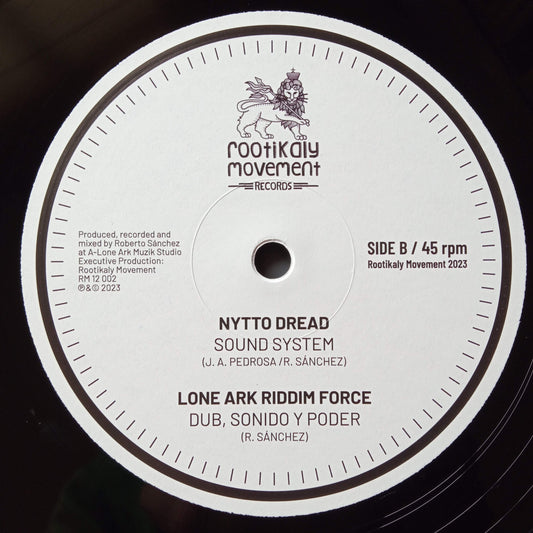 rootikaly
movement
RECORDS
Produced, recorded and
mixed by Roberto Sánchez
at A-Lone Ark Muzik Studio
Executive Production:
Rootikaly Movement
RM 12 002
℗&© 2023
SIDE B / 45 rpm
Rootikaly Movement 2023
NYTTO DREAD
SOUND SYSTEM
(J. A. PEDROSA /R. SÁNCHEZ)
LONE ARK RIDDIM FORCE
DUB, SONIDO Y PODER
(R. SÁNCHEZ)